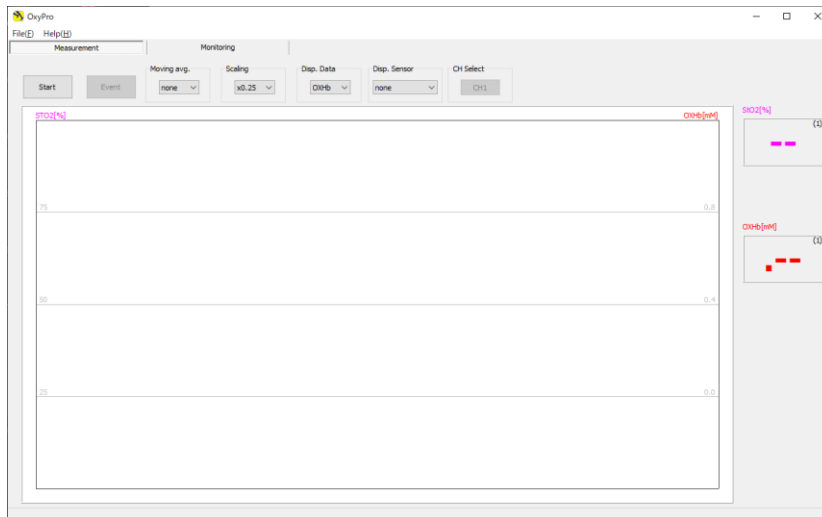 OxyPro
File(F) Help(H)
Measurement Monitoring
Moving avg. Scaling Disp. Data Disp. Sensor CH Select
Start Event none x0.25 OXHb none CH1
STO2[%] OXHb[mM]
75 0.8
50 0.4
25 0.0
StO2[%]
(1)
--
OXHb[mM]
(1)
.--